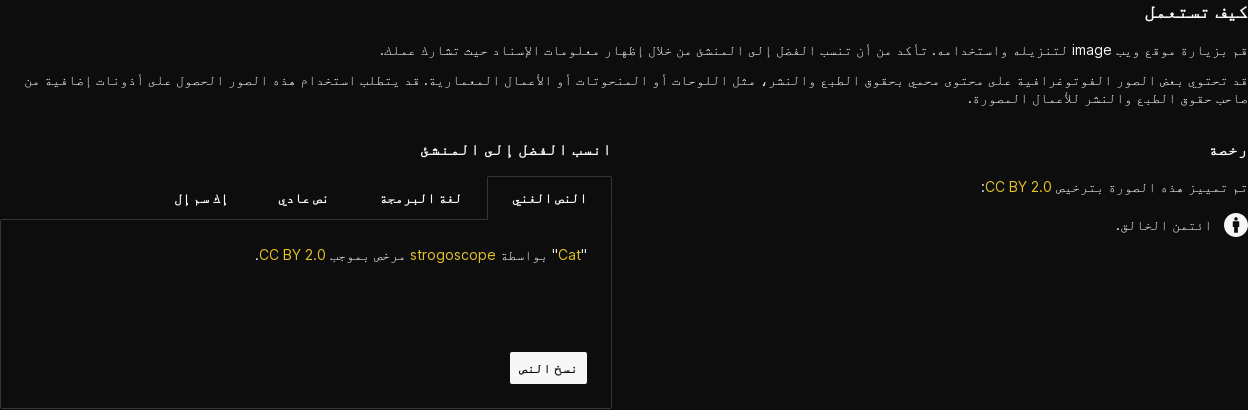 كيف تستعمل
قم بزيارة موقع ويب image لتنزيله واستخدامه. تأكد من أن تنسب الفضل إلى المنشئ من خلال إظهار معلومات الإسناد حيث تشارك عملك.
قد تحتوي بعض الصور الفوتوغرافية على محتوى محمي بحقوق الطبع والنشر، مثل اللوحات أو المنحوتات أو الأعمال المعمارية. قد يتطلب استخدام هذه الصور الحصول على أذونات إضافية من
صاحب حقوق الطبع والنشر للأعمال المصورة.
رخصة
تم تمييز هذه الصورة بترخيص CC BY 2.0:
ائتمن الخالق.
انسب الفضل إلى المنشئ
النص الغني
لغة البرمجة
نص عادي
إك سم إل
"Cat" بواسطة strogoscope مرخص بموجب CC BY 2.0.
نسخ النص